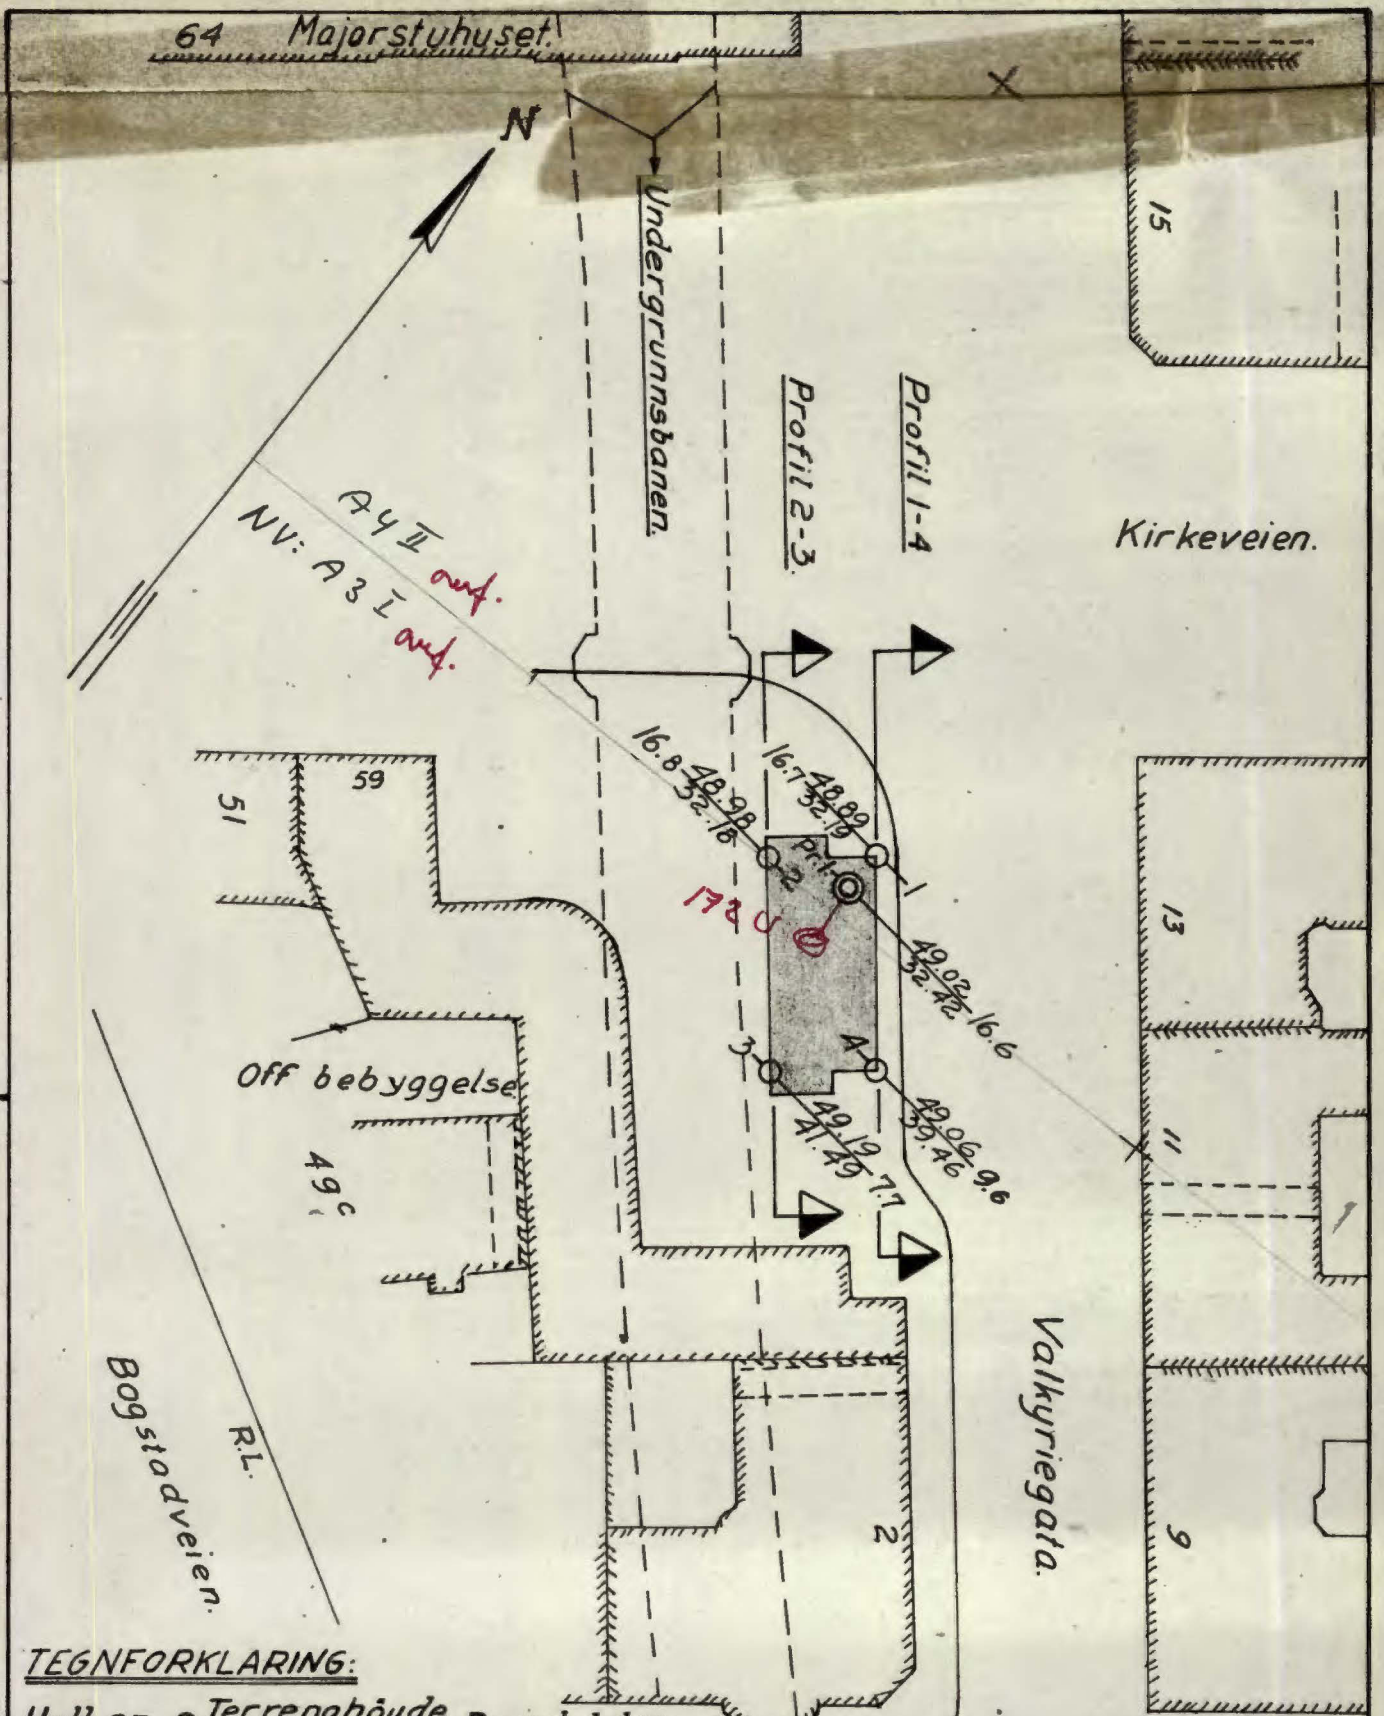 64 Majorstuhuset.
N
Undergrunnsbanen.
15
Profil 2-3.
Profil 1-4
Kirkeveien.
A4 II
NV: A3 I
16.8 48.98
32.18
16.7 48.89
32.19
59
51
2
pr.1
1
172 U
13
49.02 16.6
32.42
3
4
Off bebyggelse
49.19 7.7
41.49
49.06 9.6
39.46
11
49c
Valkyriegata.
Bogstadveien.
R.L.
2
9
TEGNFORKLARING:
Terrenghöyde